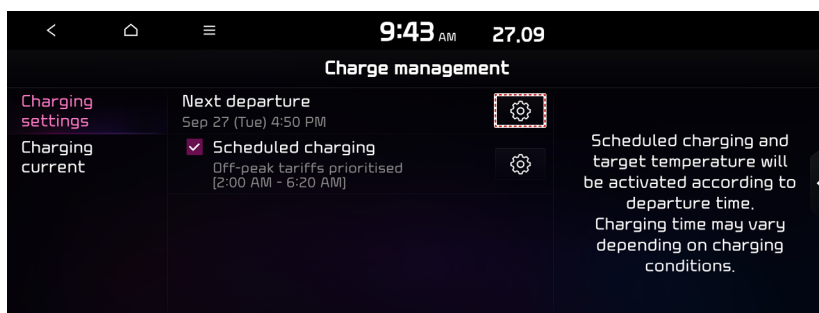 9:43 AM 27.09
Charge management
Charging
settings
Charging
current
Next departure
Sep 27 (Tue) 4:50 PM
Scheduled charging
Off-peak tariffs prioritised
[2:00 AM - 6:20 AM]
Scheduled charging and
target temperature will
be activated according to
departure time.
Charging time may vary
depending on charging
conditions.